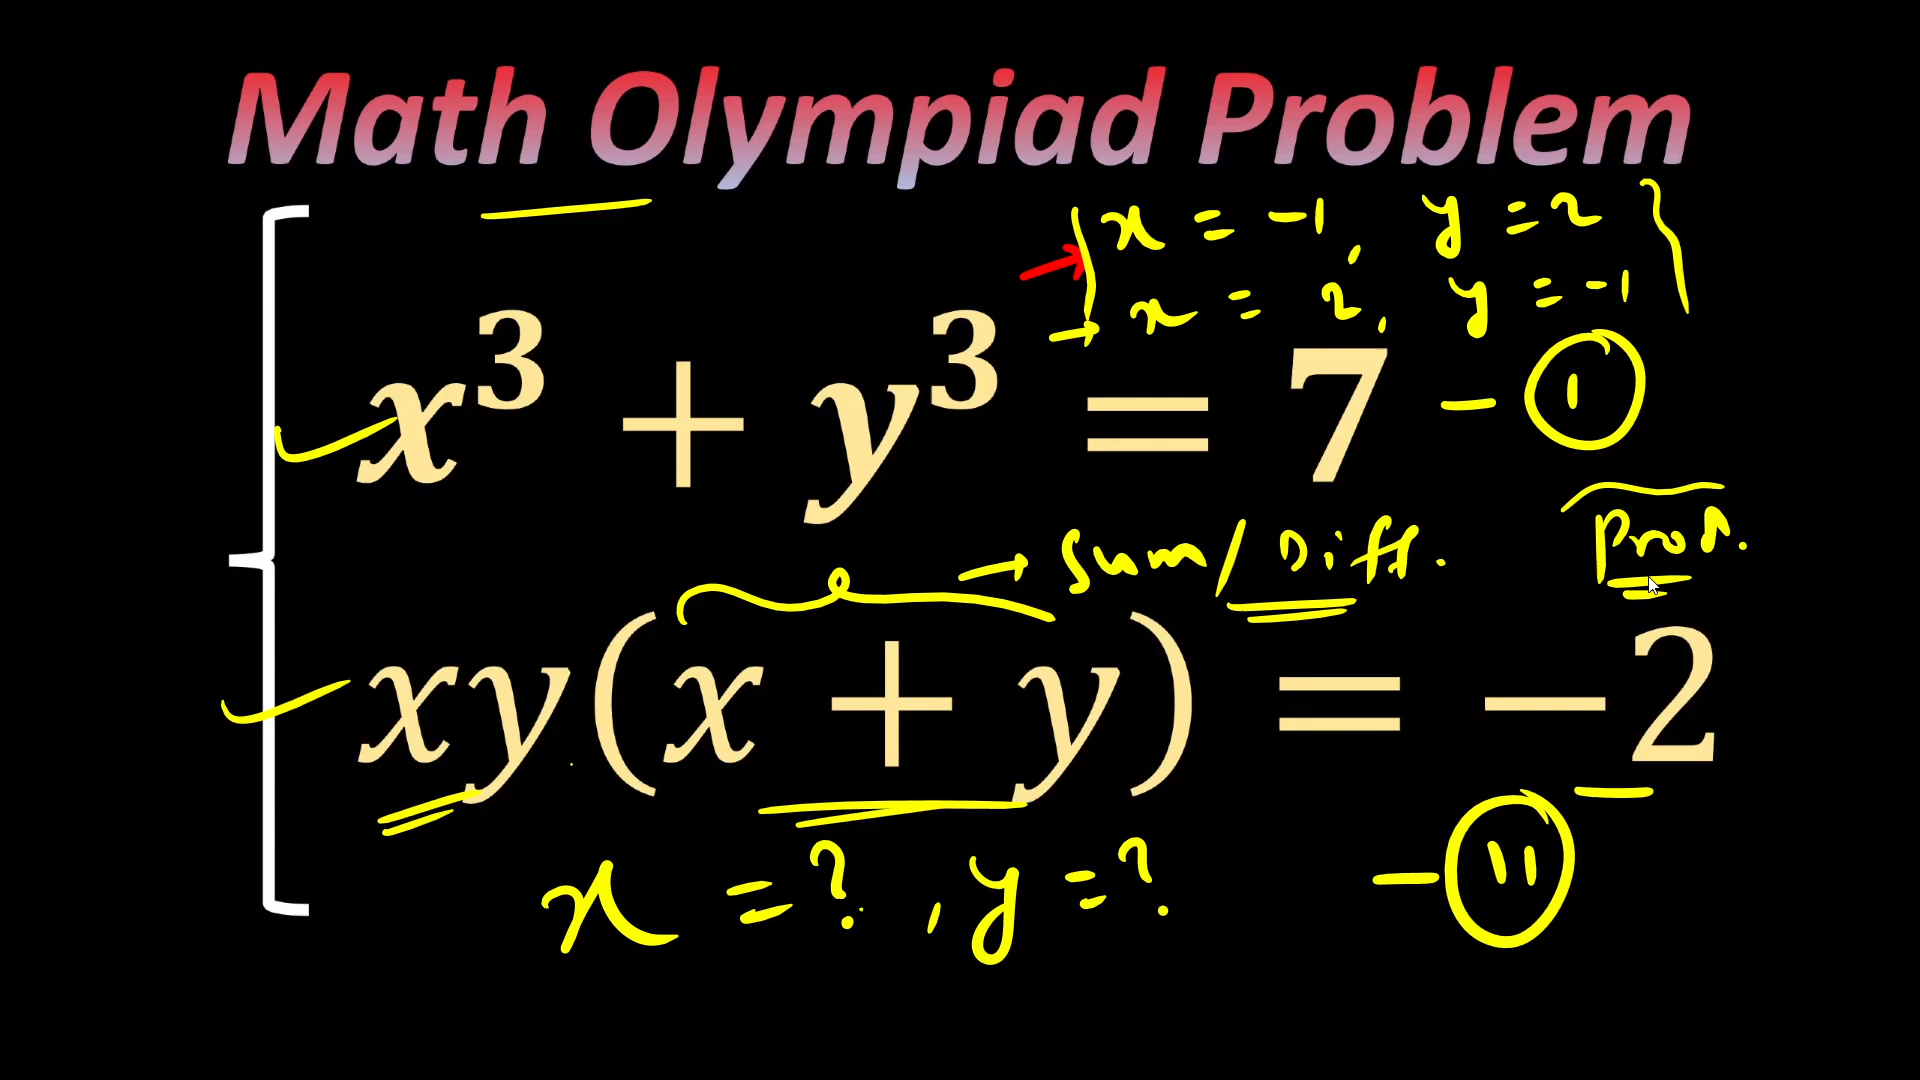 Math Olympiad Problem
x = -1, y = 2
x = 2, y = -1
x³ + y³ = 7 - ①
→ Sum/Diff. Prod.
xy(x + y) = −2
x = ?, y = ? - ⑪